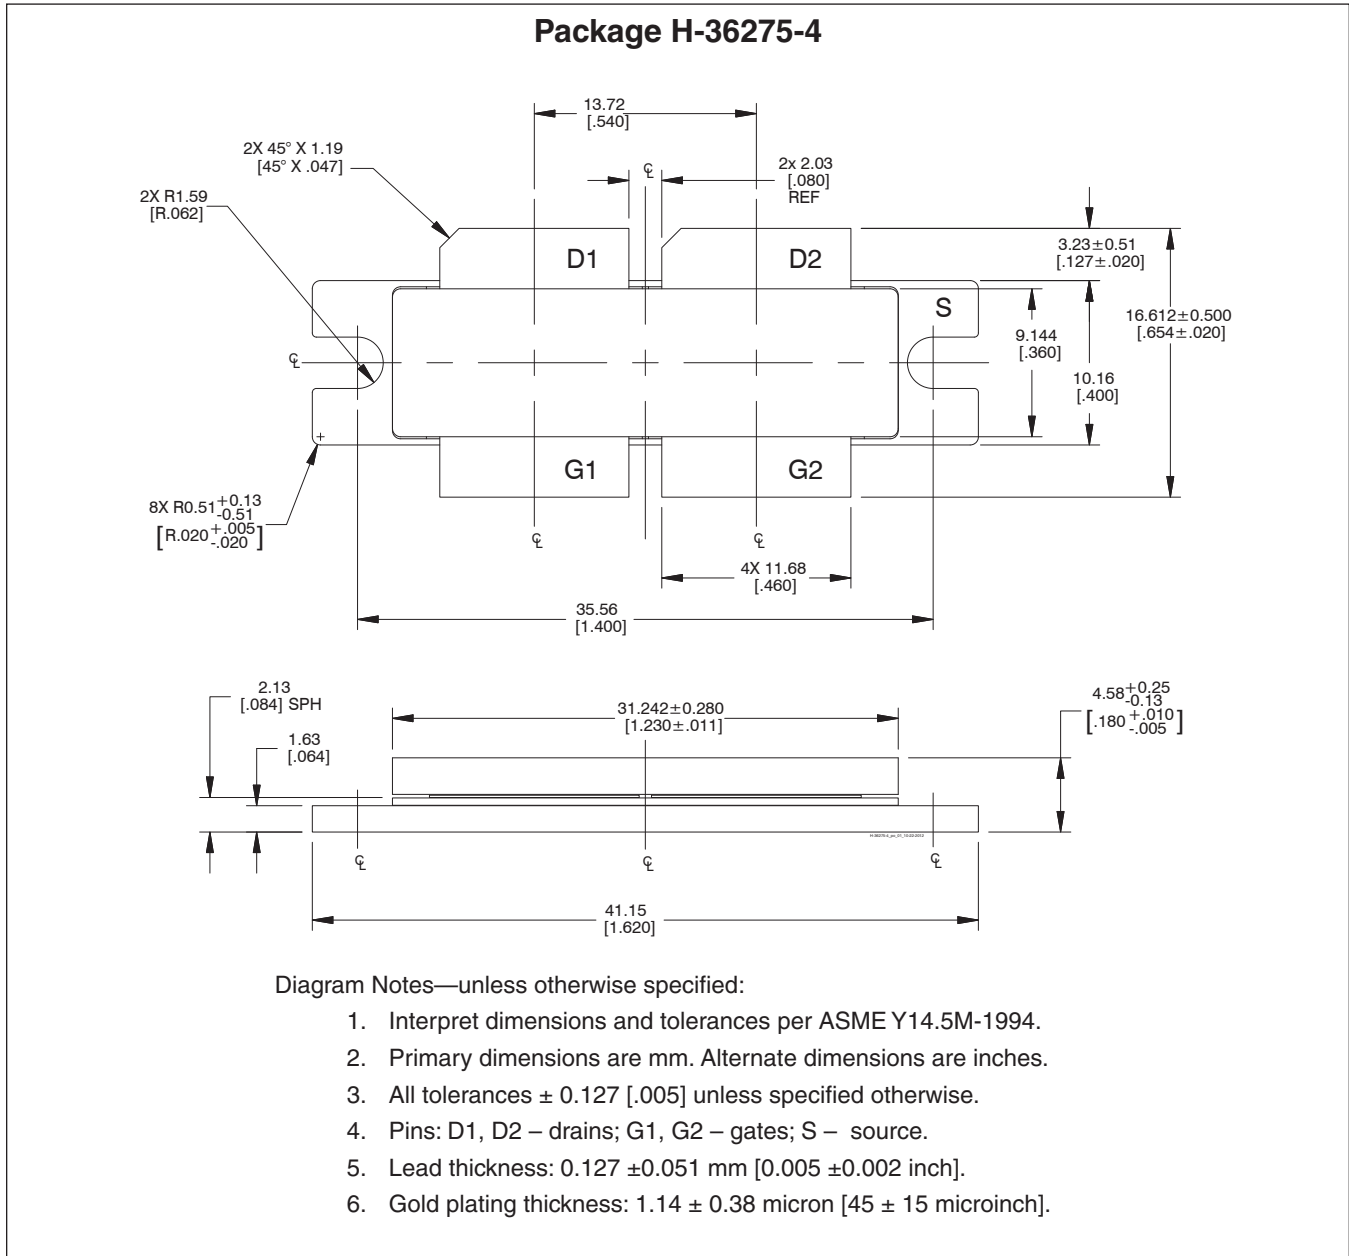 Package H-36275-4
13.72
[.540]
2X 45° X 1.19
[45° X .047]
℄
2x 2.03
[.080]
REF
2X R1.59
[R.062]
D1
D2
3.23±0.51
[.127±.020]
S
16.612±0.500
[.654±.020]
9.144
[.360]
℄
10.16
[.400]
G1
G2
8X R0.51 +0.13
-0.51
[R.020 +.005
-.020]
℄
℄
4X 11.68
[.460]
35.56
[1.400]
2.13
[.084] SPH
31.242±0.280
[1.230±.011]
4.58 +0.25
-0.13
[.180 +.010
-.005]
1.63
[.064]
℄
℄
℄
41.15
[1.620]
Diagram Notes—unless otherwise specified:
1. Interpret dimensions and tolerances per ASME Y14.5M-1994.
2. Primary dimensions are mm. Alternate dimensions are inches.
3. All tolerances ± 0.127 [.005] unless specified otherwise.
4. Pins: D1, D2 – drains; G1, G2 – gates; S – source.
5. Lead thickness: 0.127 ±0.051 mm [0.005 ±0.002 inch].
6. Gold plating thickness: 1.14 ± 0.38 micron [45 ± 15 microinch].